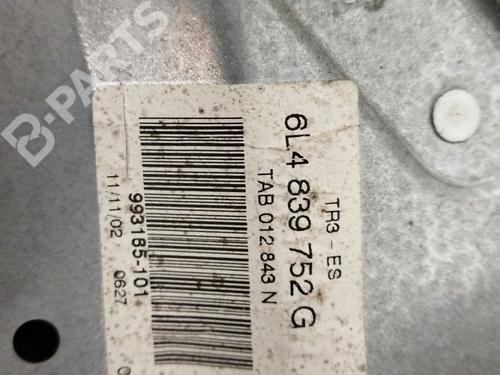 B-PARTS
TR3 - ES
6L4 839 752 G
TAB 012 843 N
993185-101
11/11/02 0627